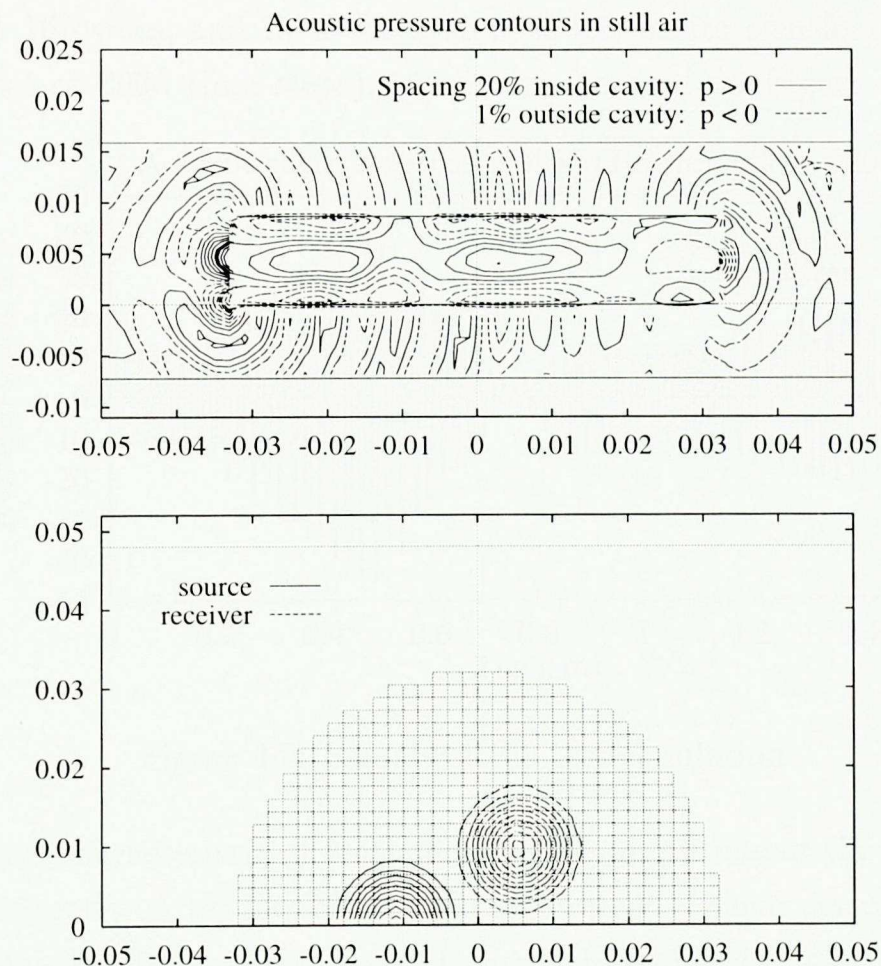 Acoustic pressure contours in still air
0.025
0.02
0.015
0.01
0.005
0
-0.005
-0.01
Spacing 20% inside cavity: p > 0
1% outside cavity: p < 0
-0.05 -0.04 -0.03 -0.02 -0.01 0 0.01 0.02 0.03 0.04 0.05
0.05
0.04
0.03
0.02
0.01
0
source
receiver
-0.05 -0.04 -0.03 -0.02 -0.01 0 0.01 0.02 0.03 0.04 0.05